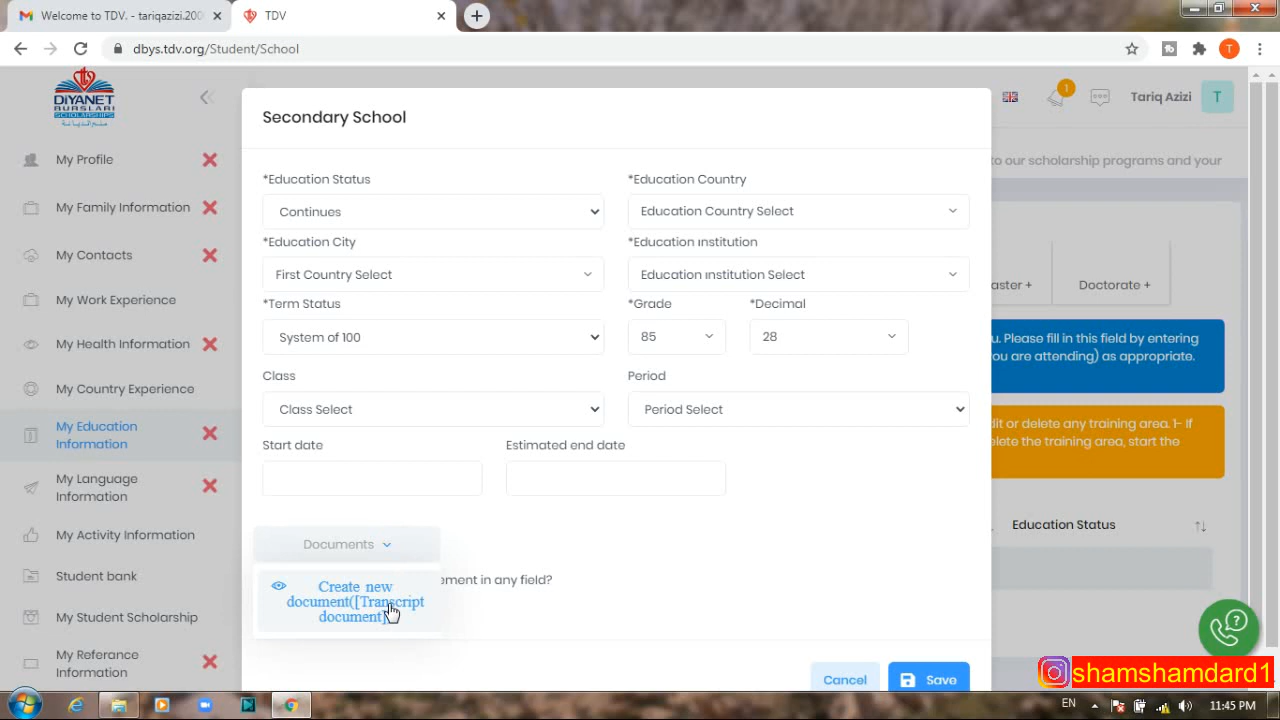 Welcome to TDV. - tariqazizi.200
TDV
dbys.tdv.org/Student/School
T
DIYANET
BURSLARI
SCHOLARSHIPS
1
Tariq Azizi
T
My Profile
My Family Information
My Contacts
My Work Experience
My Health Information
My Country Experience
My Education
Information
My Language
Information
My Activity Information
Student bank
My Student Scholarship
My Reference
Information
Secondary School
*Education Status
*Education Country
Continues
Education Country Select
*Education City
*Education ınstitution
First Country Select
Education ınstitution Select
*Term Status
*Grade
*Decimal
System of 100
85
28
Class
Period
Class Select
Period Select
Start date
Estimated end date
Documents
Create new
document([Transcript
document]
ement in any field?
Cancel
Save
to our scholarship programs and your
aster +
Doctorate +
u. Please fill in this field by entering
you are attending) as appropriate.
dit or delete any training area. 1- If
elete the training area, start the
Education Status
shamshamdard1
EN
11:45 PM